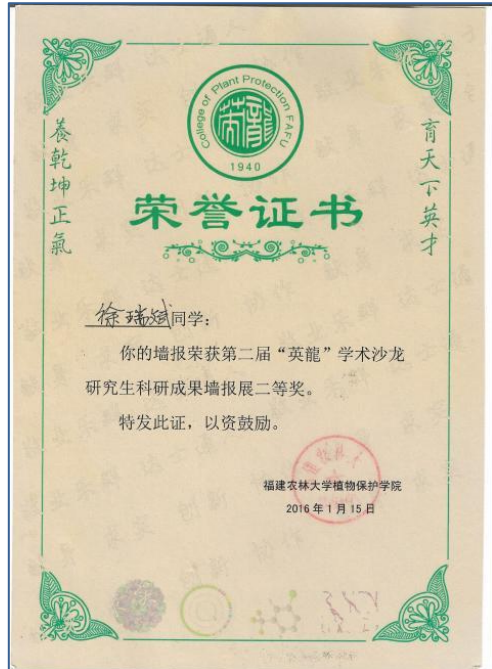 College of Plant Protection FAFU
1940
養乾坤正氣
育天下英才
荣誉证书
徐瑞斌同学：
你的墙报荣获第二届“英龍”学术沙龙
研究生科研成果墙报展二等奖。
特发此证，以资鼓励。
福建农林大学植物保护学院
2016年1月15日